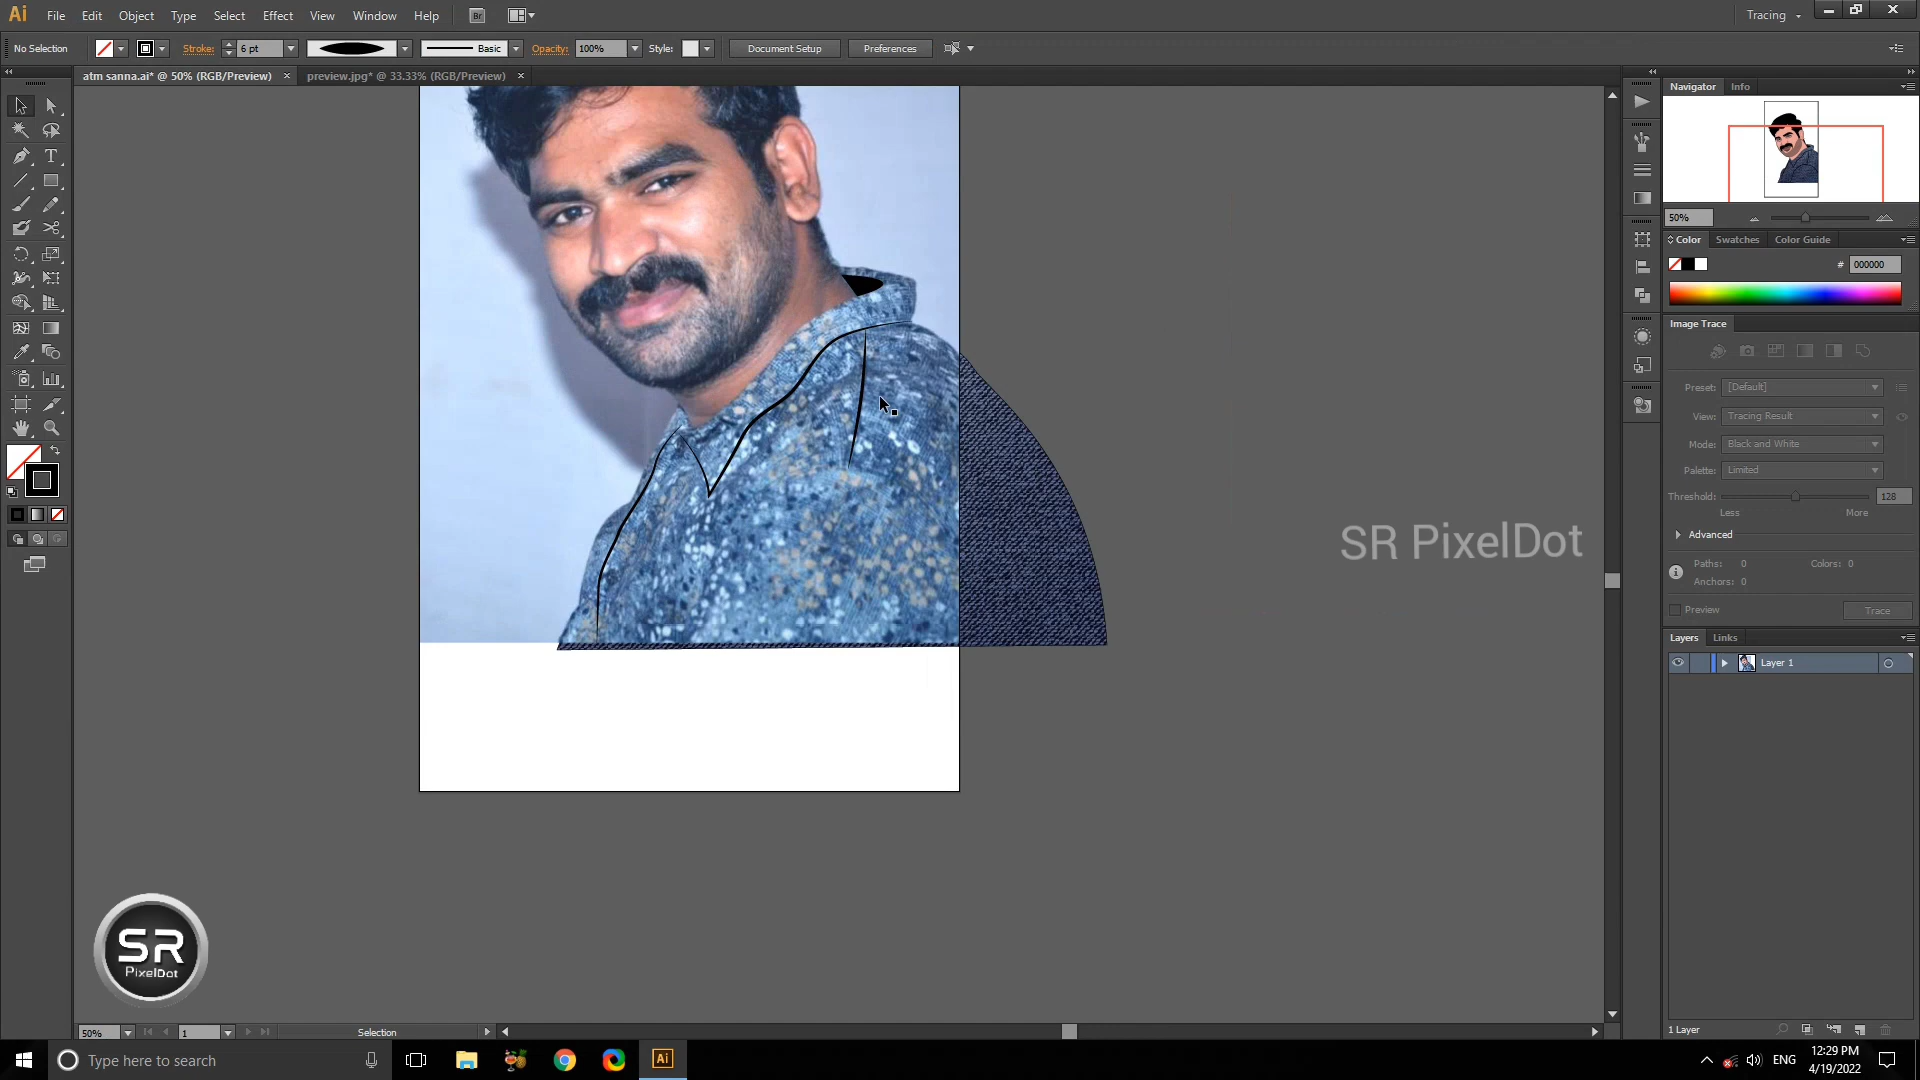 Ai File Edit Object Type Select Effect View Window Help Br Tracing
No Selection Stroke: 6 pt Basic Opacity: 100% Style: Document Setup Preferences
atm sanna.ai* @ 50% (RGB/Preview) × preview.jpg* @ 33.33% (RGB/Preview) ×
Navigator Info
50%
Color Swatches Color Guide
# 000000
Image Trace
Preset: [Default]
View: Tracing Result
Mode: Black and White
Palette: Limited
Threshold: 128
Less More
Advanced
Paths: 0 Colors: 0
Anchors: 0
Preview Trace
Layers Links
Layer 1
1 Layer
T
SR PixelDot
SR
PixelDot
50% 1 Selection
Type here to search
Ai
ENG
12:29 PM
4/19/2022